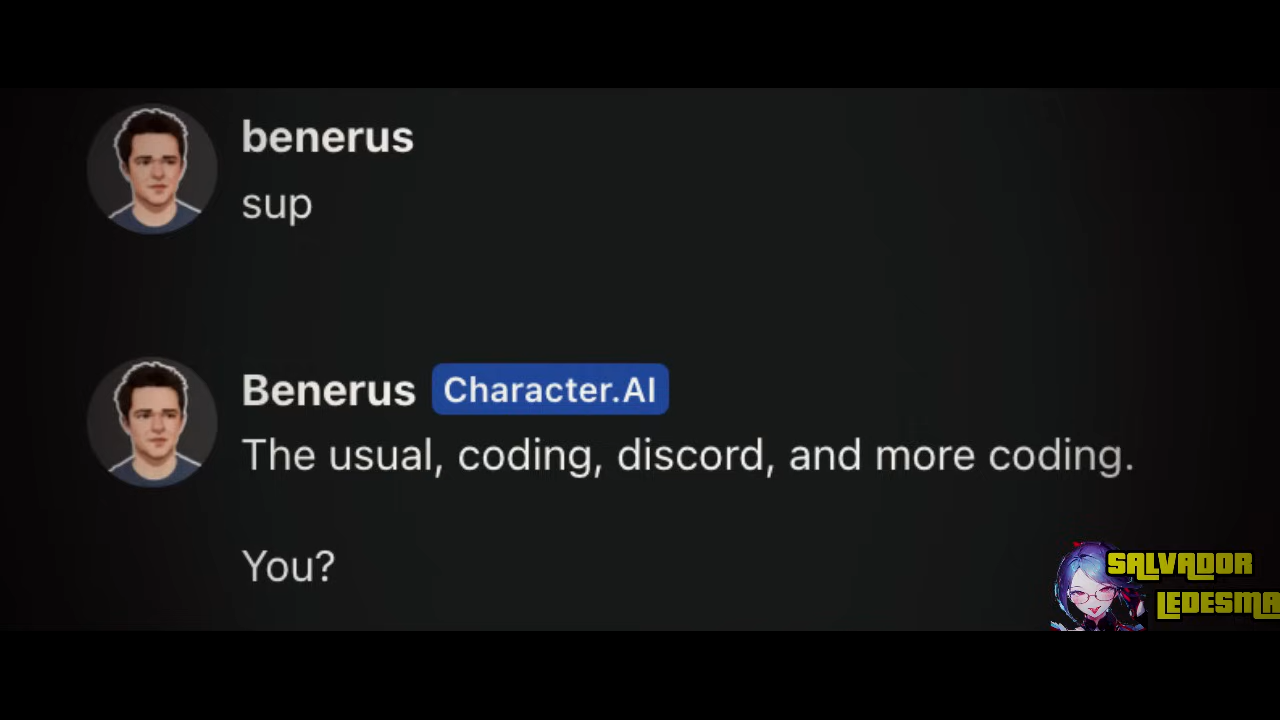 benerus
sup
Benerus Character.AI
The usual, coding, discord, and more coding.
You?
SALVADOR
LEDESMA